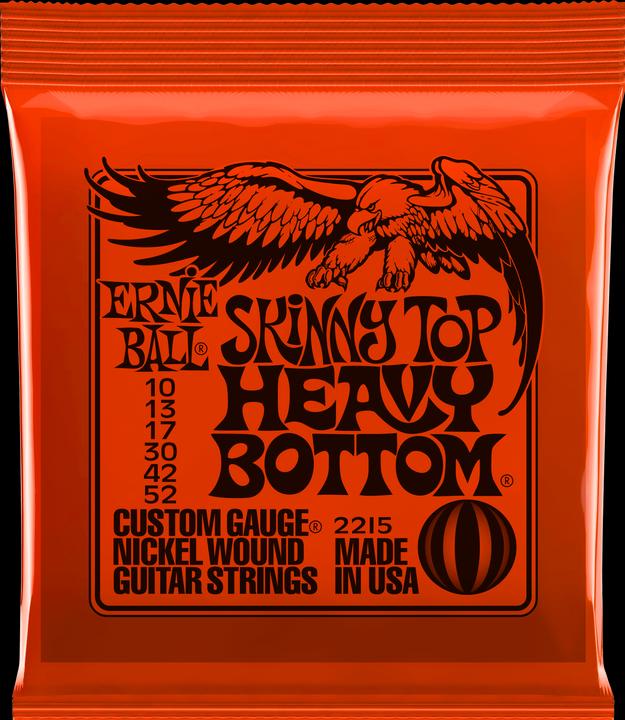 ERNIE
BALL®
SKINNY TOP
HEAVY
BOTTOM®
10
13
17
30
42
52
CUSTOM GAUGE®
NICKEL WOUND
GUITAR STRINGS
2215
MADE
IN USA